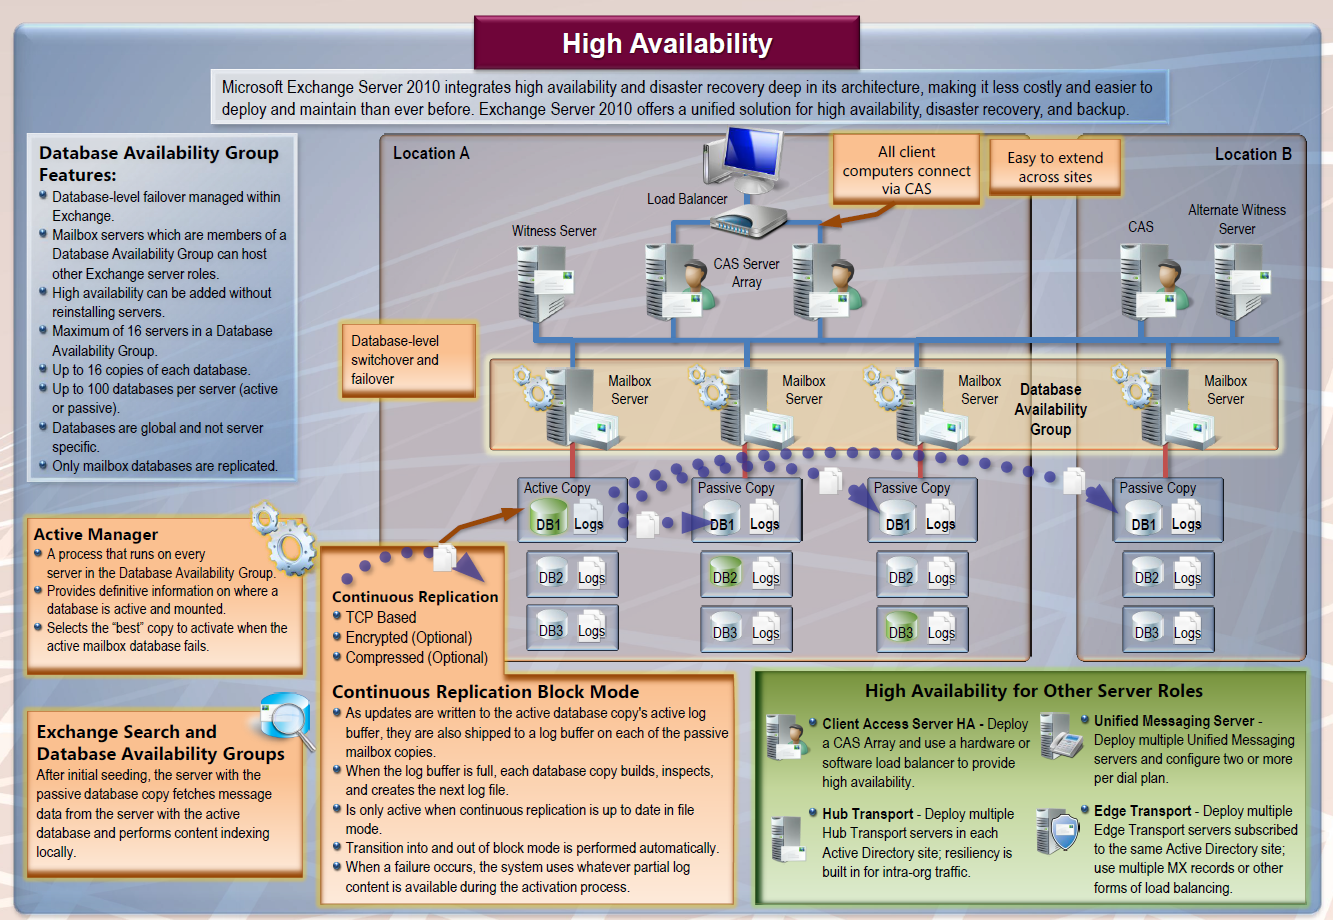 High Availability
Microsoft Exchange Server 2010 integrates high availability and disaster recovery deep in its architecture, making it less costly and easier to
deploy and maintain than ever before. Exchange Server 2010 offers a unified solution for high availability, disaster recovery, and backup.
Database Availability Group
Features:
Database-level failover managed within
Exchange.
Mailbox servers which are members of a
Database Availability Group can host
other Exchange server roles.
High availability can be added without
reinstalling servers.
Maximum of 16 servers in a Database
Availability Group.
Up to 16 copies of each database.
Up to 100 databases per server (active
or passive).
Databases are global and not server
specific.
Only mailbox databases are replicated.
Location A
Load Balancer
All client
computers connect
via CAS
Easy to extend
across sites
Location B
Witness Server
CAS Server
Array
CAS
Alternate Witness
Server
Database-level
switchover and
failover
Mailbox
Server
Mailbox
Server
Mailbox
Server
Database
Availability
Group
Mailbox
Server
Active Copy
DB1
Logs
DB2
Logs
DB3
Logs
Passive Copy
DB1
Logs
DB2
Logs
DB3
Logs
Passive Copy
DB1
Logs
DB2
Logs
DB3
Logs
Passive Copy
DB1
Logs
DB2
Logs
DB3
Logs
Active Manager
A process that runs on every
server in the Database Availability Group.
Provides definitive information on where a
database is active and mounted.
Selects the “best” copy to activate when the
active mailbox database fails.
Exchange Search and
Database Availability Groups
After initial seeding, the server with the
passive database copy fetches message
data from the server with the active
database and performs content indexing
locally.
Continuous Replication
TCP Based
Encrypted (Optional)
Compressed (Optional)
Continuous Replication Block Mode
As updates are written to the active database copy's active log
buffer, they are also shipped to a log buffer on each of the passive
mailbox copies.
When the log buffer is full, each database copy builds, inspects,
and creates the next log file.
Is only active when continuous replication is up to date in file
mode.
Transition into and out of block mode is performed automatically.
When a failure occurs, the system uses whatever partial log
content is available during the activation process.
High Availability for Other Server Roles
Client Access Server HA - Deploy
a CAS Array and use a hardware or
software load balancer to provide
high availability.
Hub Transport - Deploy multiple
Hub Transport servers in each
Active Directory site; resiliency is
built in for intra-org traffic.
Unified Messaging Server -
Deploy multiple Unified Messaging
servers and configure two or more
per dial plan.
Edge Transport - Deploy multiple
Edge Transport servers subscribed
to the same Active Directory site;
use multiple MX records or other
forms of load balancing.